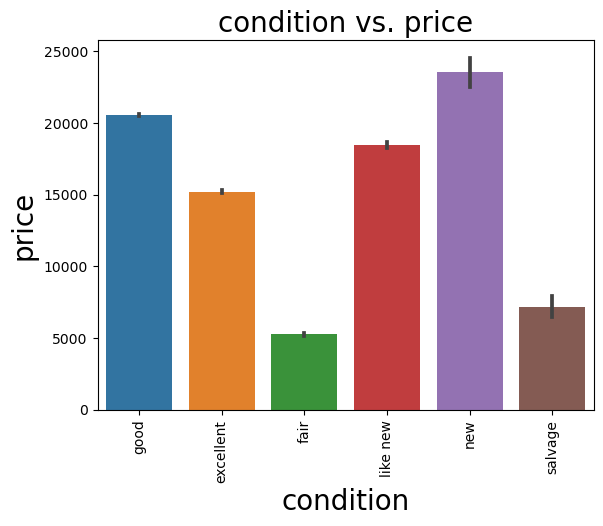 condition vs. price
price
25000
20000
15000
10000
5000
0
good
excellent
fair
like new
new
salvage
condition